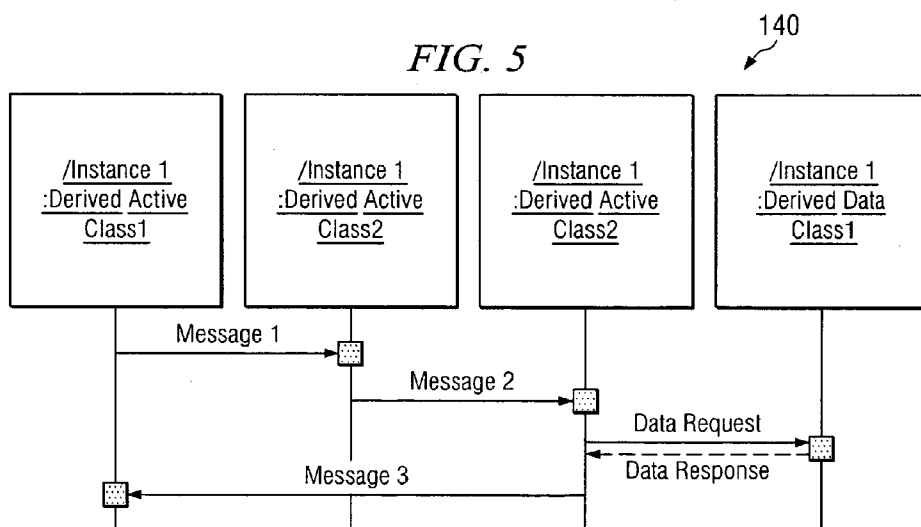 140
FIG. 5
/Instance 1
:Derived Active
Class1
/Instance 1
:Derived Active
Class2
/Instance 1
:Derived Active
Class2
/Instance 1
:Derived Data
Class1
Message 1
Message 2
Data Request
Data Response
Message 3